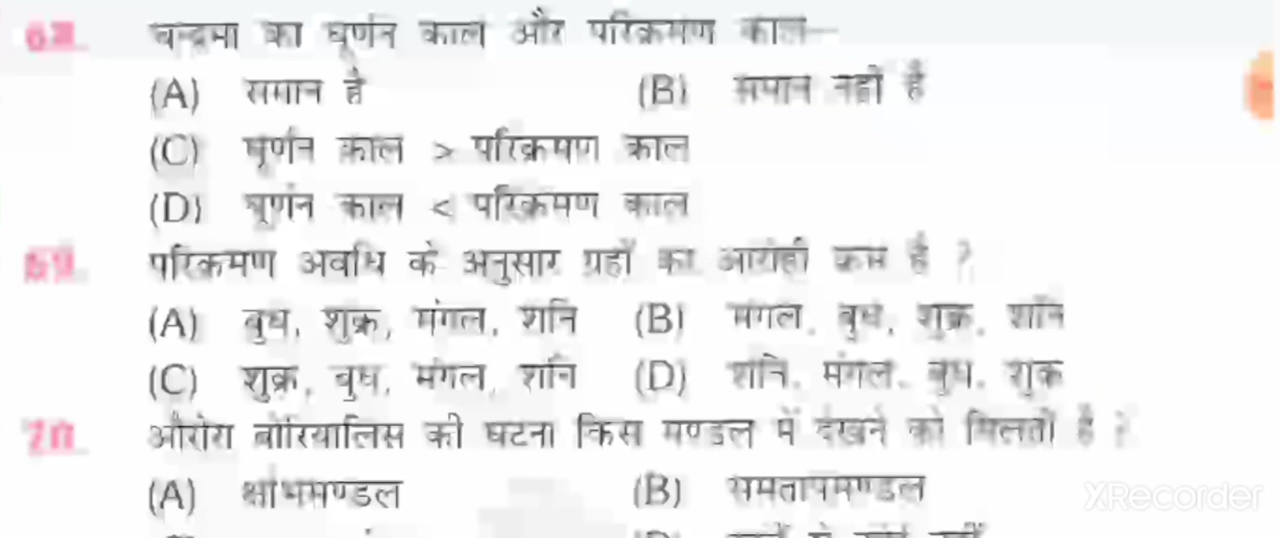 68. चन्द्रमा का घूर्णन काल और परिक्रमण काल—
(A) समान है (B) समान नहीं है
(C) घूर्णन काल > परिक्रमण काल
(D) घूर्णन काल < परिक्रमण काल
69. परिक्रमण अवधि के अनुसार ग्रहों का आरोही क्रम है ?
(A) बुध, शुक्र, मंगल, शनि (B) मंगल, बुध, शुक्र, शनि
(C) शुक्र, बुध, मंगल, शनि (D) शनि, मंगल, बुध, शुक्र
70. औरोरा बोरियालिस की घटना किस मण्डल में देखने को मिलती है ?
(A) क्षोभमण्डल (B) समतापमण्डल
XRecorder